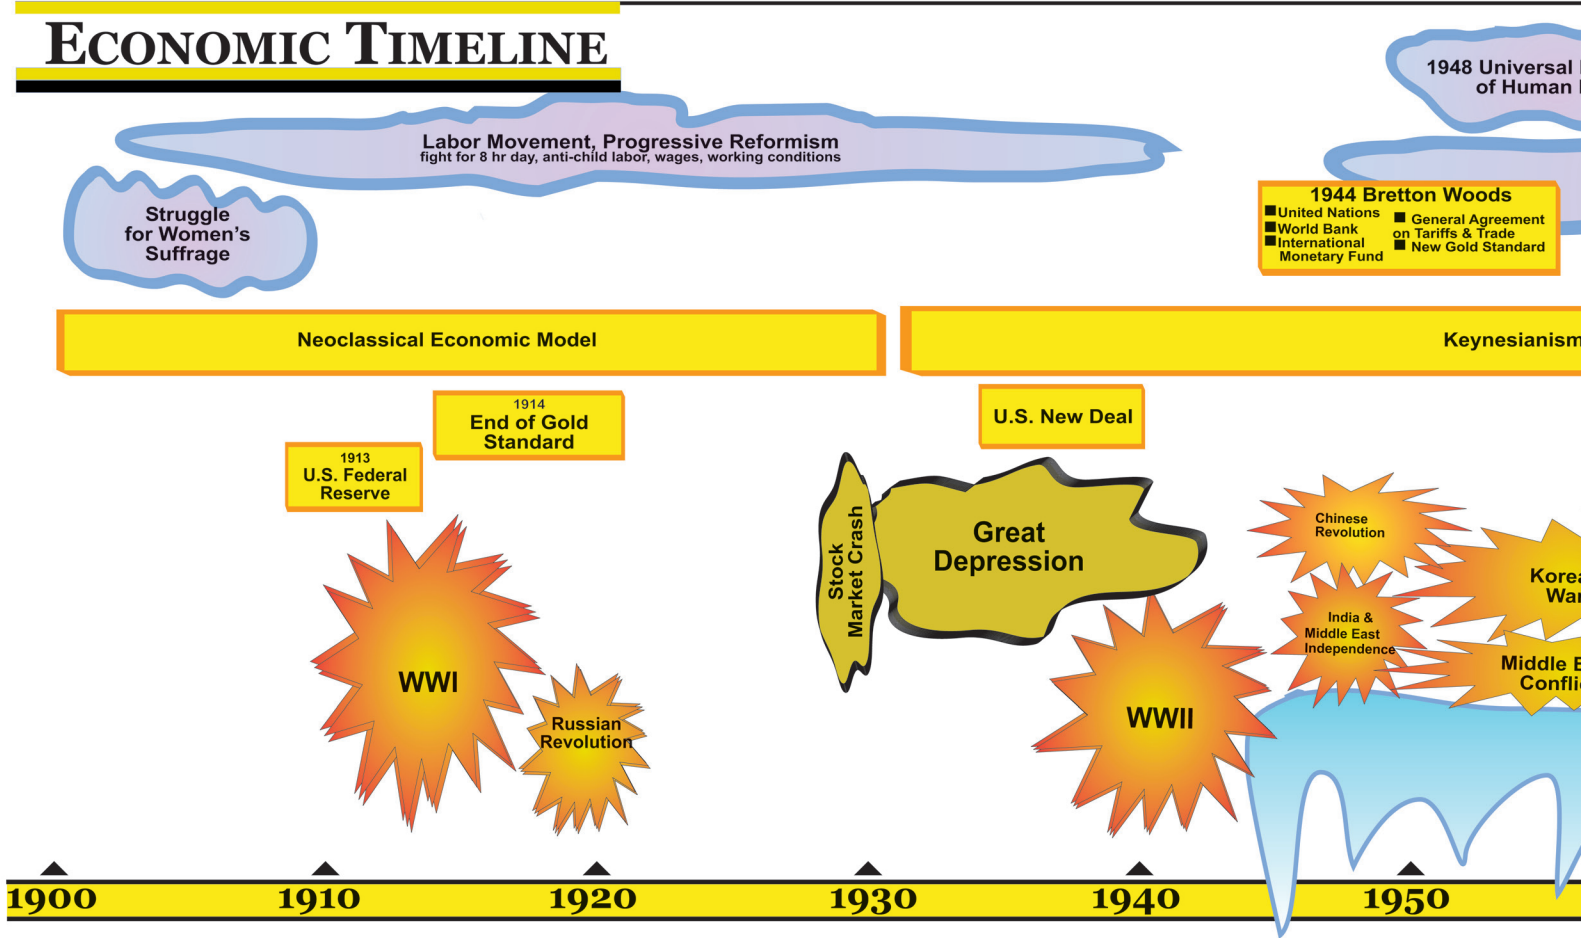 ECONOMIC TIMELINE
1948 Universal
of Human
Labor Movement, Progressive Reformism
fight for 8 hr day, anti-child labor, wages, working conditions
Struggle
for Women's
Suffrage
1944 Bretton Woods
United Nations
World Bank
International
Monetary Fund
General Agreement
on Tariffs & Trade
New Gold Standard
Neoclassical Economic Model
Keynesianism
1914
End of Gold
Standard
U.S. New Deal
1913
U.S. Federal
Reserve
Stock
Market Crash
Great
Depression
Chinese
Revolution
India &
Middle East
Independence
WWI
Russian
Revolution
WWII
Middle
1900 1910 1920 1930 1940 1950